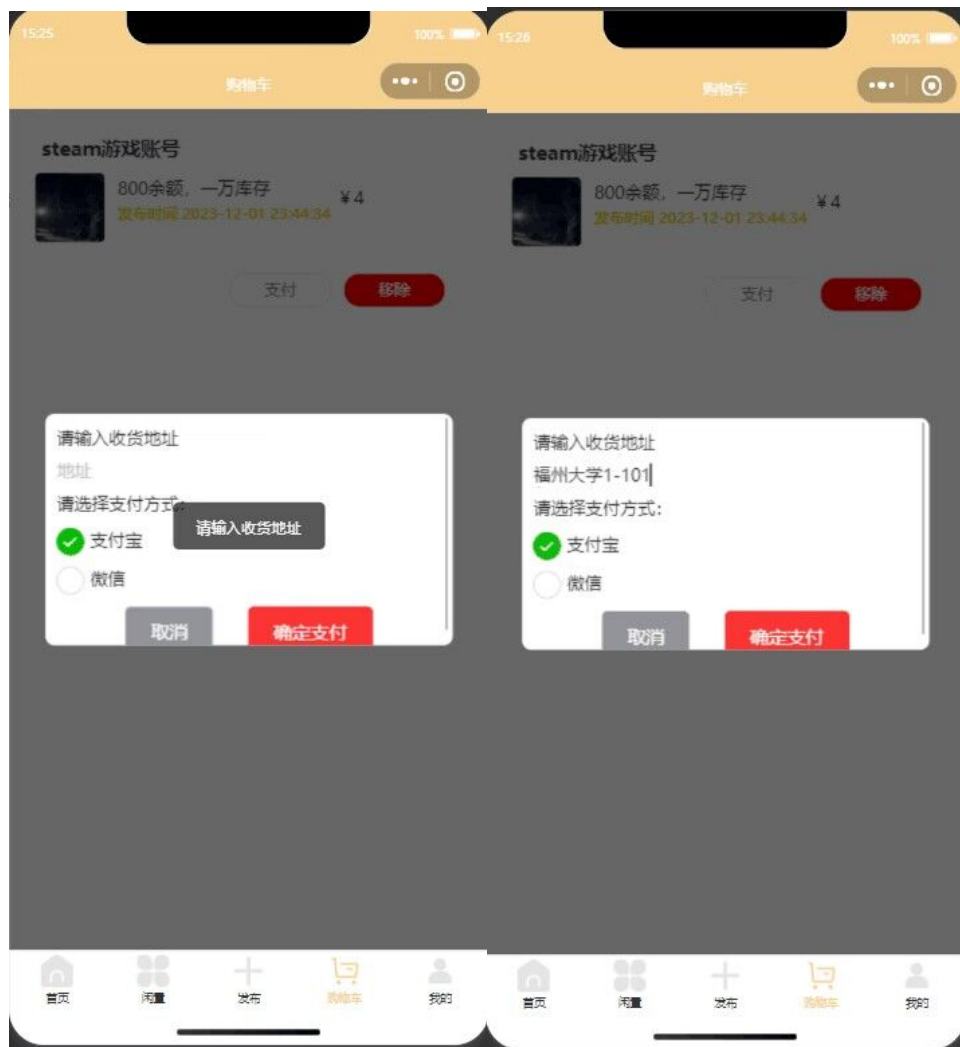 15:25
100%
购物车
steam游戏账号
800余额，一万库存
¥4
发布时间 2023-12-01 23:44:34
支付
移除
请输入收货地址
地址
请选择支付方式:
请输入收货地址
支付宝
微信
取消
确定支付
首页
闲置
发布
购物车
我的
15:26
100%
购物车
steam游戏账号
800余额，一万库存
¥4
发布时间 2023-12-01 23:44:34
支付
移除
请输入收货地址
福州大学1-101
请选择支付方式:
支付宝
微信
取消
确定支付
首页
闲置
发布
购物车
我的